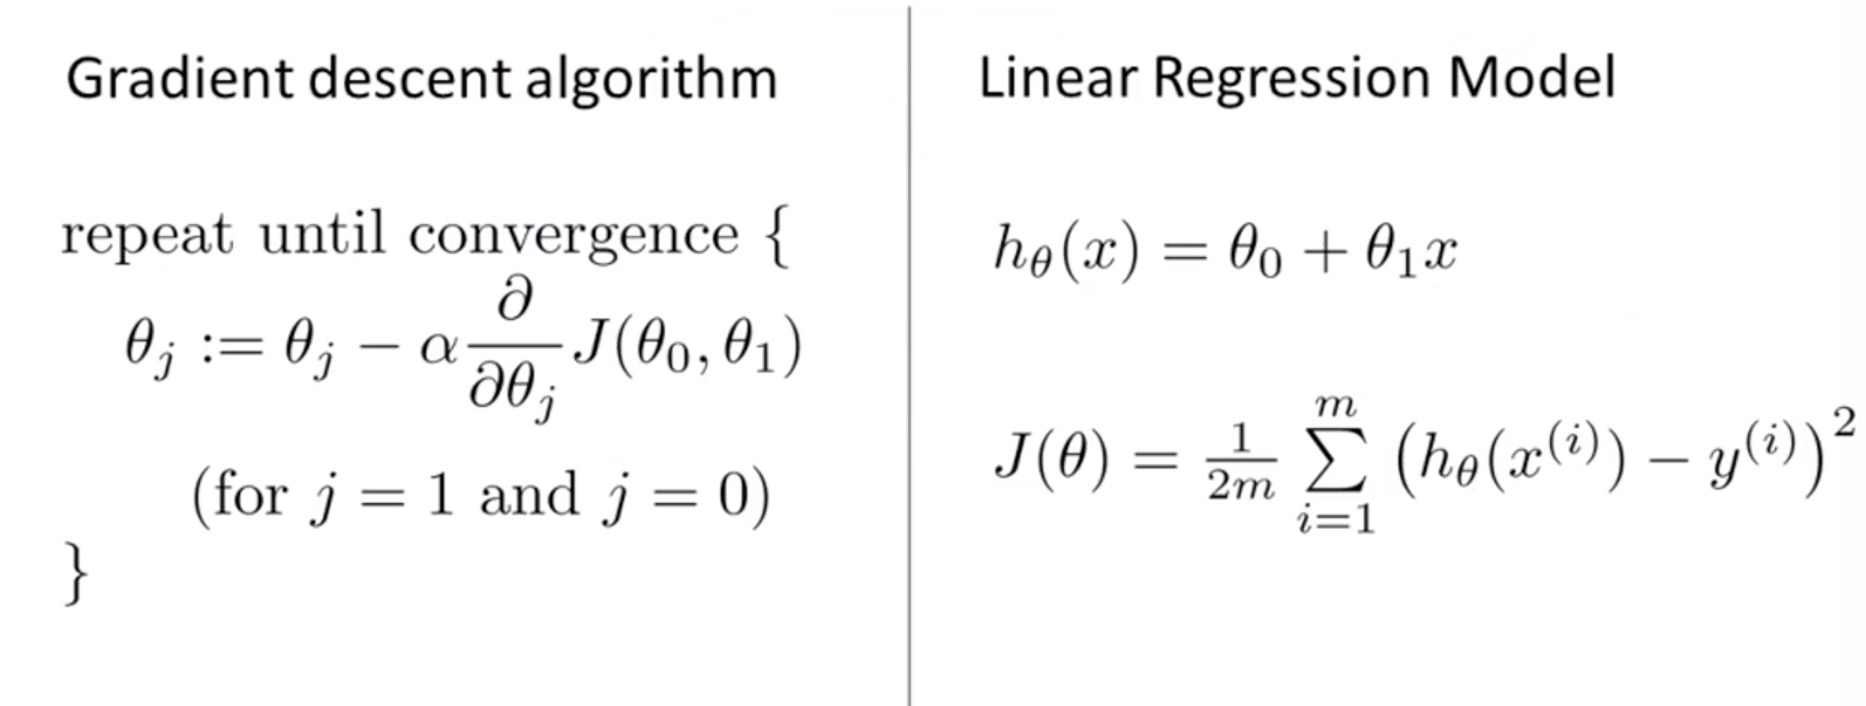 Gradient descent algorithm
repeat until convergence {
θ_j := θ_j − α ∂/∂θ_j J(θ_0, θ_1)
(for j = 1 and j = 0)
}
Linear Regression Model
h_θ(x) = θ_0 + θ_1x
J(θ) = 1/2m ∑_{i=1}^{m} (h_θ(x^{(i)}) − y^{(i)})^2